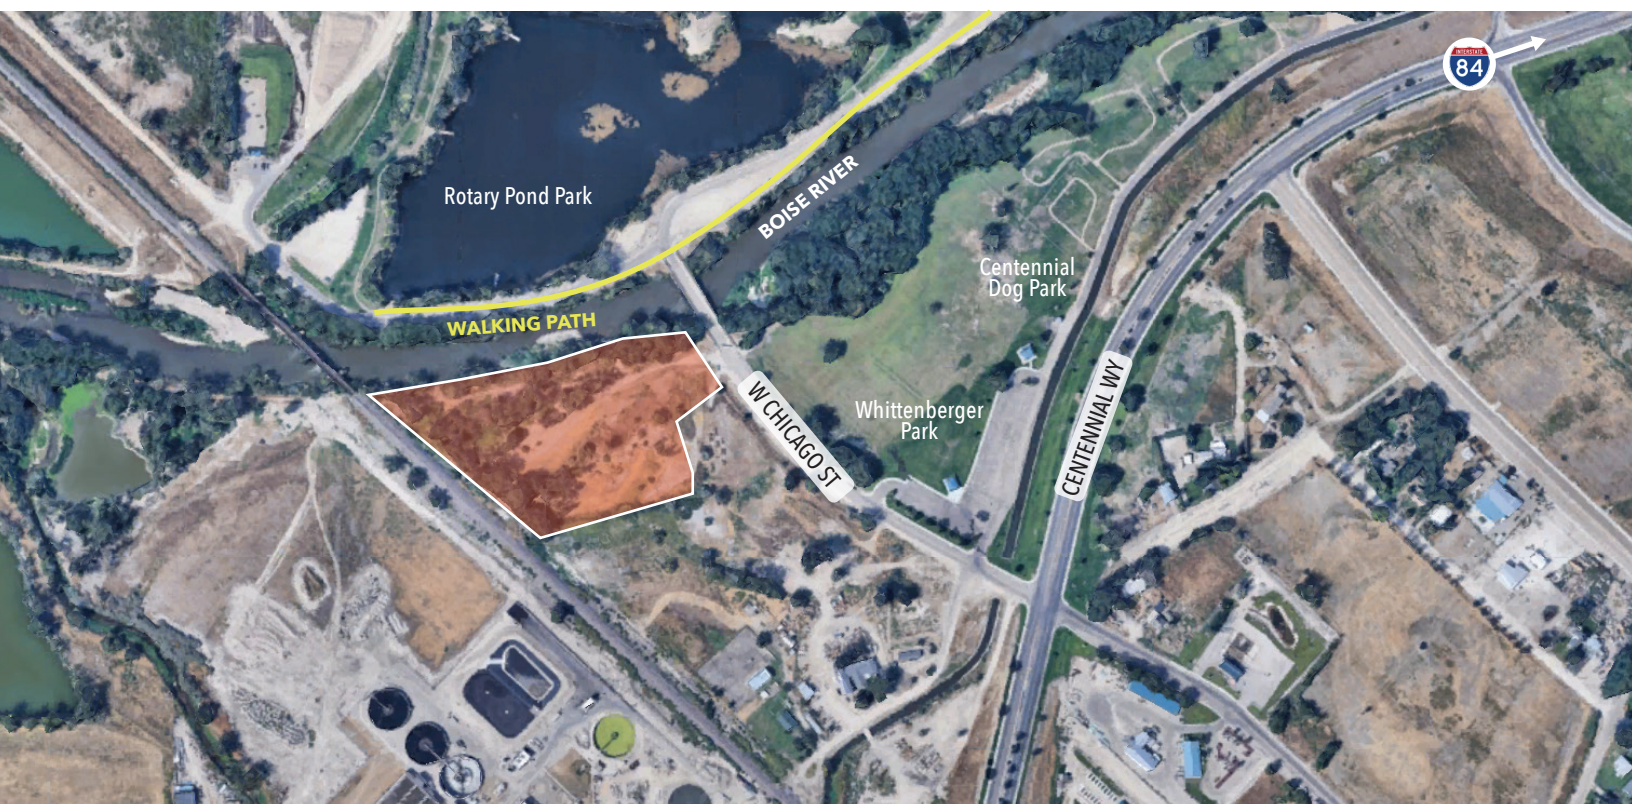 INTERSTATE
84
Rotary Pond Park
BOISE RIVER
Centennial
Dog Park
WALKING PATH
W CHICAGO ST
Whittenberger
Park
CENTENNIAL WY